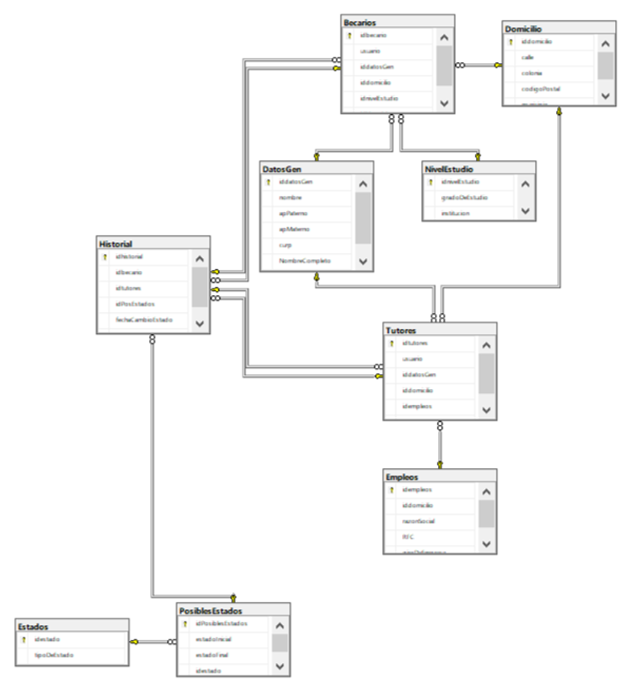 Becarios
idbecario
usuario
iddatosGen
iddomicilio
idnivelEstudio
Domicilio
iddomicilio
calle
colonia
codigoPostal
DatosGen
iddatosGen
nombre
apPaterno
apMaterno
curp
NombreCompleto
NivelEstudio
idnivelEstudio
gradoDeEstudio
institucion
Historial
idhistorial
idbecario
idtutores
idPosEstados
fechaCambioEstado
Tutores
idtutores
usuario
iddatosGen
iddomicilio
idempleos
Empleos
idempleos
iddomicilio
razonSocial
RFC
PosiblesEstados
idPosiblesEstados
estadoInicial
estadoFinal
idestado
Estados
idestado
tipoDeEstado